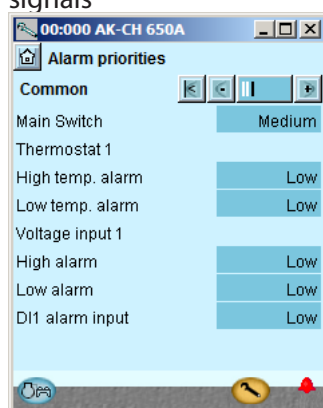 signals
00:000 AK-CH 650A
Alarm priorities
Common
Main Switch Medium
Thermostat 1
High temp. alarm Low
Low temp. alarm Low
Voltage input 1
High alarm Low
Low alarm Low
DI1 alarm input Low